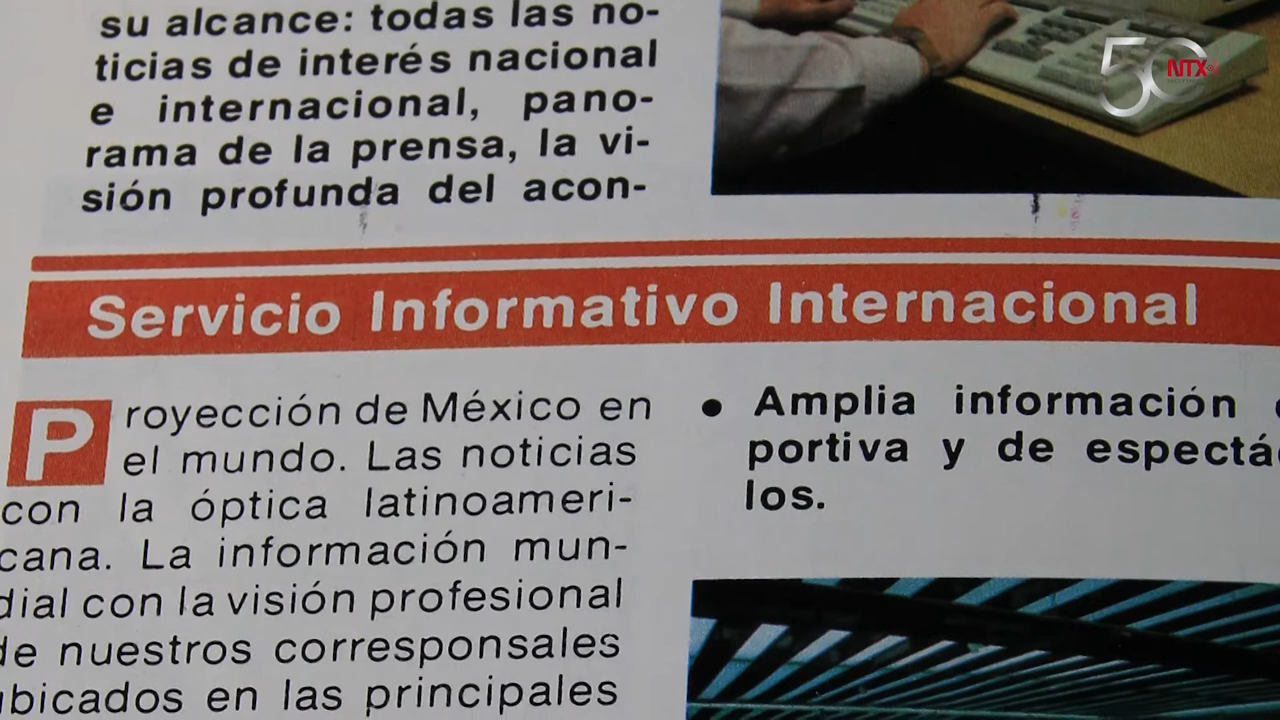 su alcance: todas las no-
ticias de interés nacional
e internacional, pano-
rama de la prensa, la vi-
sión profunda del acon-
50 NTX
Servicio Informativo Internacional
Proyección de México en
el mundo. Las noticias
con la óptica latinoameri-
cana. La información mun-
dial con la visión profesional
de nuestros corresponsales
ubicados en las principales
• Amplia información
portiva y de espectá
los.